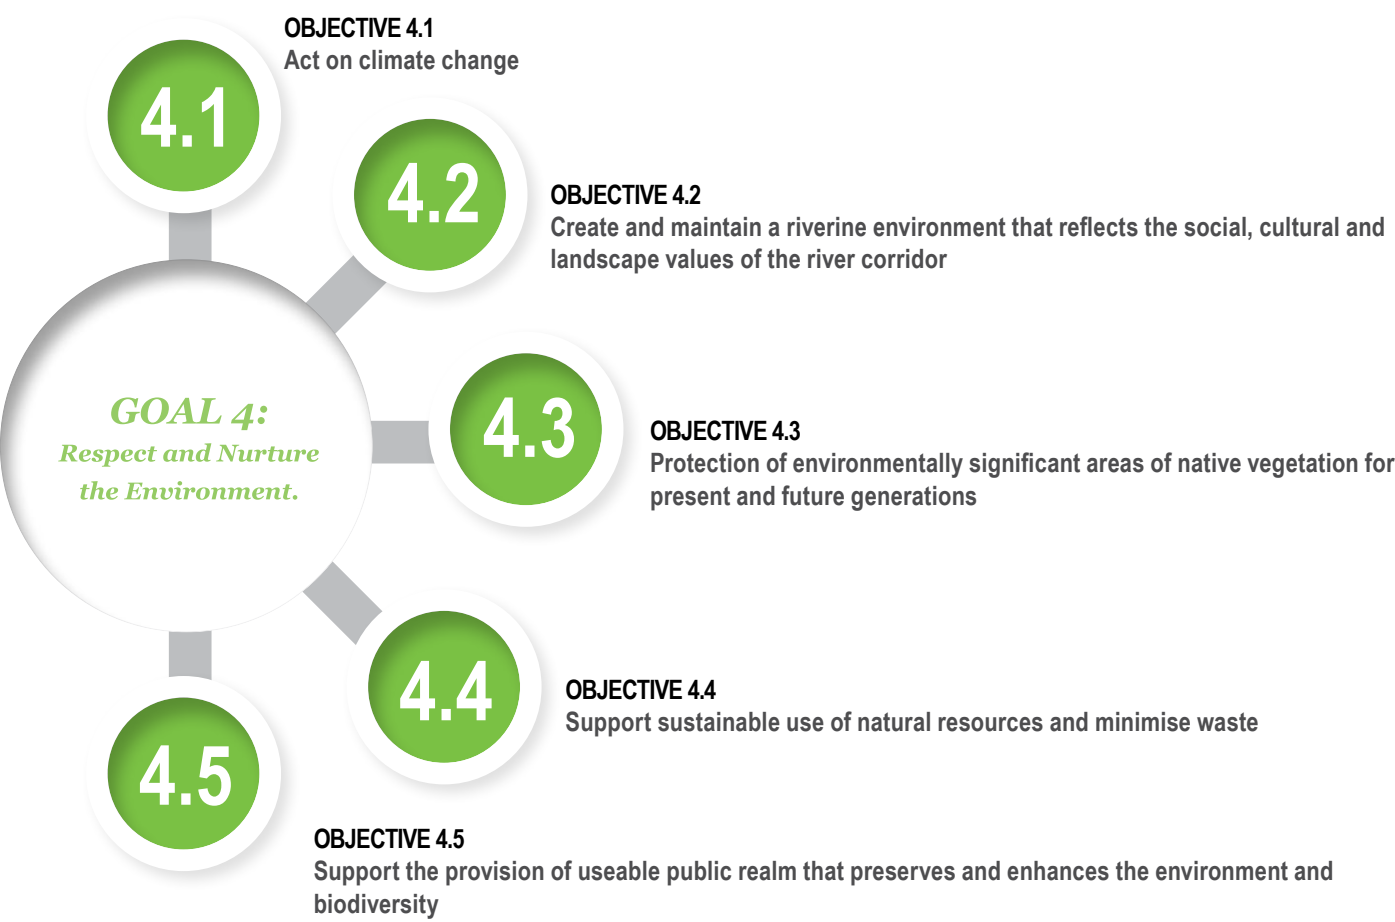 OBJECTIVE 4.1
Act on climate change
4.1
4.2
OBJECTIVE 4.2
Create and maintain a riverine environment that reflects the social, cultural and
landscape values of the river corridor
GOAL 4:
Respect and Nurture
the Environment.
4.3
OBJECTIVE 4.3
Protection of environmentally significant areas of native vegetation for
present and future generations
4.4
OBJECTIVE 4.4
Support sustainable use of natural resources and minimise waste
4.5
OBJECTIVE 4.5
Support the provision of useable public realm that preserves and enhances the environment and
biodiversity